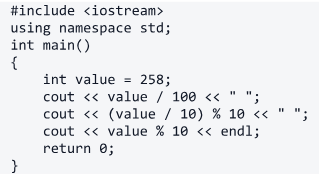 #include <iostream>
using namespace std;
int main()
{
    int value = 258;
    cout << value / 100 << " ";
    cout << (value / 10) % 10 << " ";
    cout << value % 10 << endl;
    return 0;
}